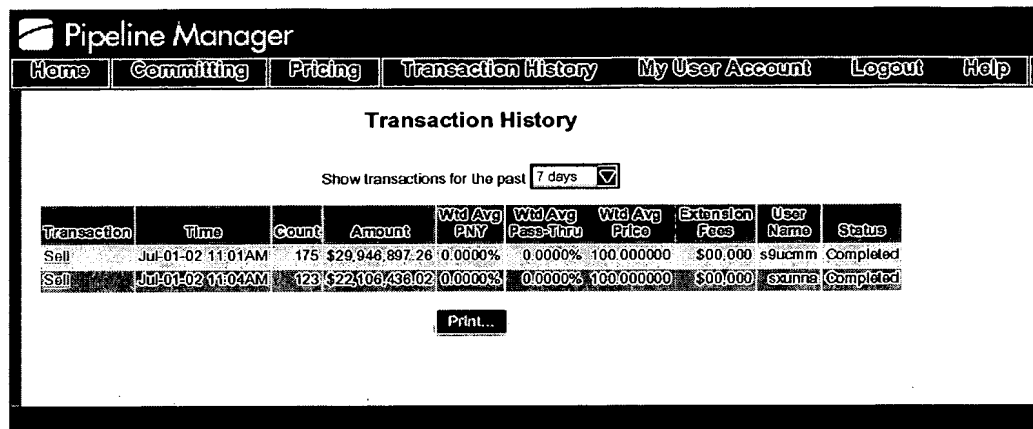 Pipeline Manager
Home Committing Pricing Transaction History My User Account Logout Help
Transaction History
Show transactions for the past 7 days
Transaction Time Count Amount Wtd Avg PNY Wtd Avg Pass-Thru Wtd Avg Price Extension Fees User Name Status
Sell Jul-01-02 11:01AM 175 $29,946,897.26 0.0000% 0.0000% 100.000000 $00,000 s9ucmm Completed
Sell Jul-01-02 11:04AM 123 $22,106,436.02 0.0000% 0.0000% 100.000000 $00,000 sxunna Completed
Print...